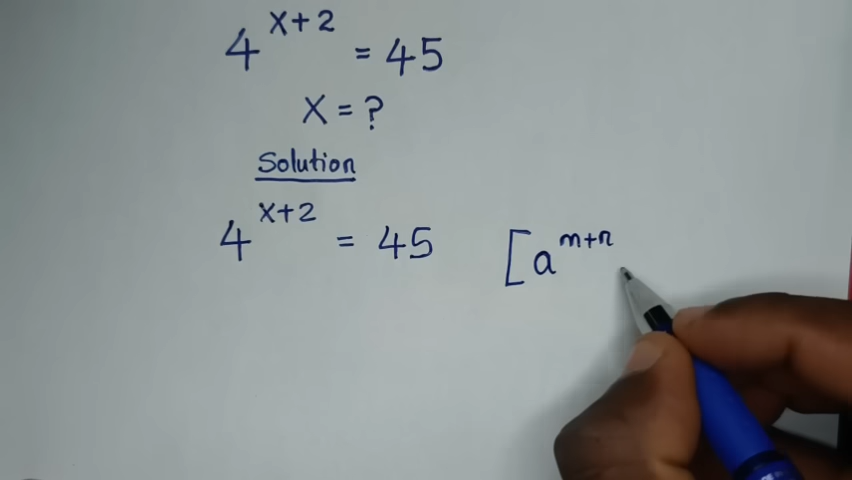 4^{x+2} = 45
x = ?
Solution
4^{x+2} = 45 [a^{m+n}